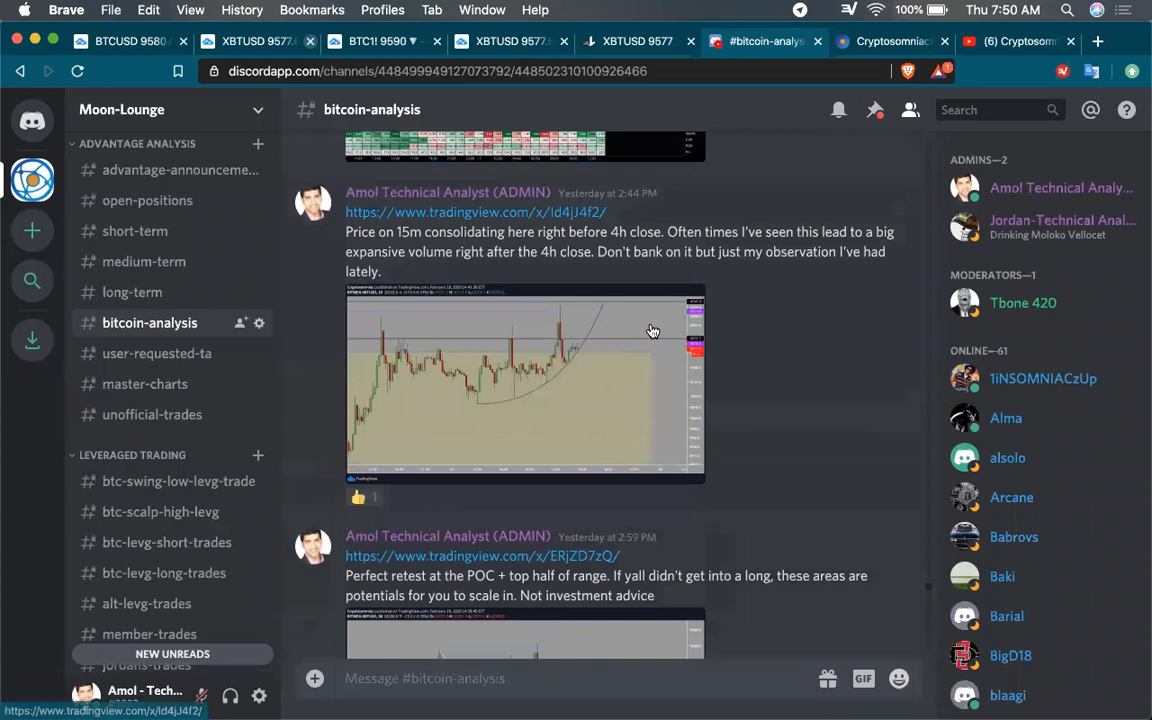 Brave File Edit View History Bookmarks Profiles Tab Window Help 100% Thu 7:50 AM
BTCUSD 9580. XBTUSD 9577. BTC1! 9590 XBTUSD 9577. XBTUSD 9577. #bitcoin-analys Cryptosomniac (6) Cryptosomn
discordapp.com/channels/448499949127073792/448502310100926466
Moon-Lounge
bitcoin-analysis
Search
ADVANTAGE ANALYSIS
advantage-announceme...
open-positions
short-term
medium-term
long-term
bitcoin-analysis
user-requested-ta
master-charts
unofficial-trades
LEVERAGED TRADING
btc-swing-low-levg-trade
btc-scalp-high-levg
btc-levg-short-trades
btc-levg-long-trades
alt-levg-trades
member-trades
NEW UNREADS
jordans-trades
Amol - Tech...
https://www.tradingview.com/x/Id4jJ4f2/
Amol Technical Analyst (ADMIN) Yesterday at 2:44 PM
https://www.tradingview.com/x/Id4jJ4f2/
Price on 15m consolidating here right before 4h close. Often times I've seen this lead to a big
expansive volume right after the 4h close. Don't bank on it but just my observation I've had
lately.
TradingView
1
Amol Technical Analyst (ADMIN) Yesterday at 2:59 PM
https://www.tradingview.com/x/ERjZD7zQ/
Perfect retest at the POC + top half of range. If yall didn't get into a long, these areas are
potentials for you to scale in. Not investment advice
Message #bitcoin-analysis
GIF
ADMINS—2
Amol Technical Analy...
Jordan-Technical Anal...
Drinking Moloko Vellocet
MODERATORS—1
Tbone 420
ONLINE—61
1iNSOMNIACzUp
Alma
alsolo
Arcane
Babrovs
Baki
Barial
BigD18
blaagi